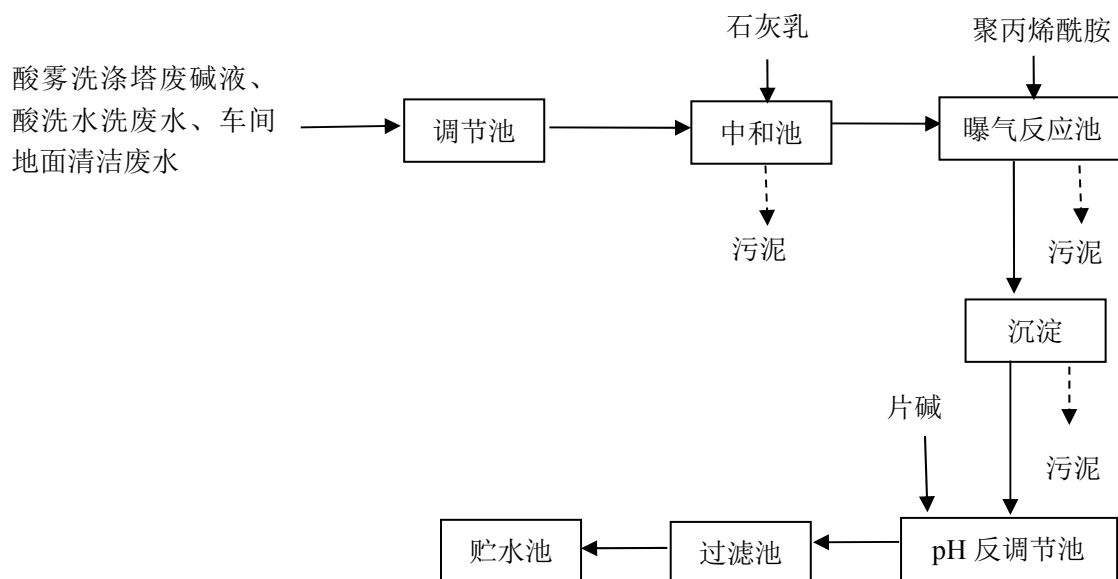 石灰乳
聚丙烯酰胺
酸雾洗涤塔废碱液、
酸洗水洗废水、车间
地面清洁废水
调节池
中和池
曝气反应池
污泥
污泥
沉淀
片碱
污泥
贮水池
过滤池
pH 反调节池